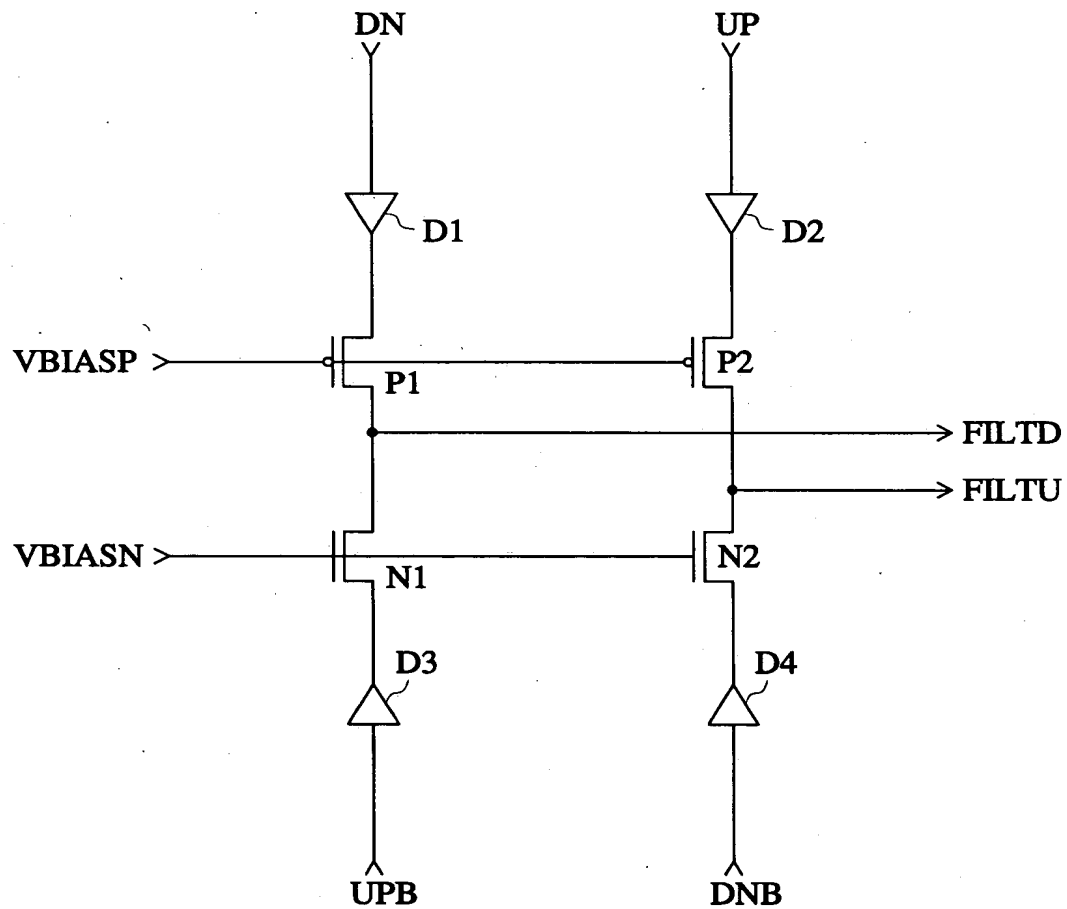 DN UP
D1 D2
VBIASP P1 P2
FILTD
FILTU
VBIASN N1 N2
D3 D4
UPB DNB